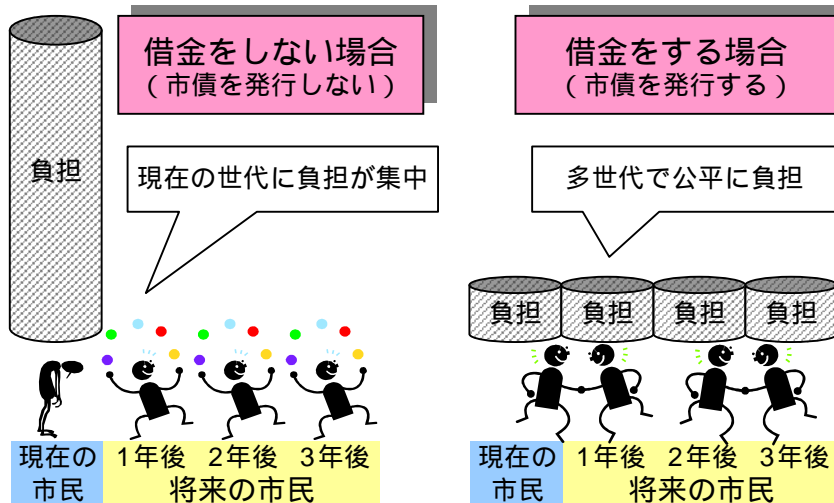 借金をしない場合
(市債を発行しない)
負担
現在の世代に負担が集中
現在の
市民
1年後 2年後 3年後
将来の市民
借金をする場合
(市債を発行する)
多世代で公平に負担
負担 負担 負担 負担
現在の
市民
1年後 2年後 3年後
将来の市民